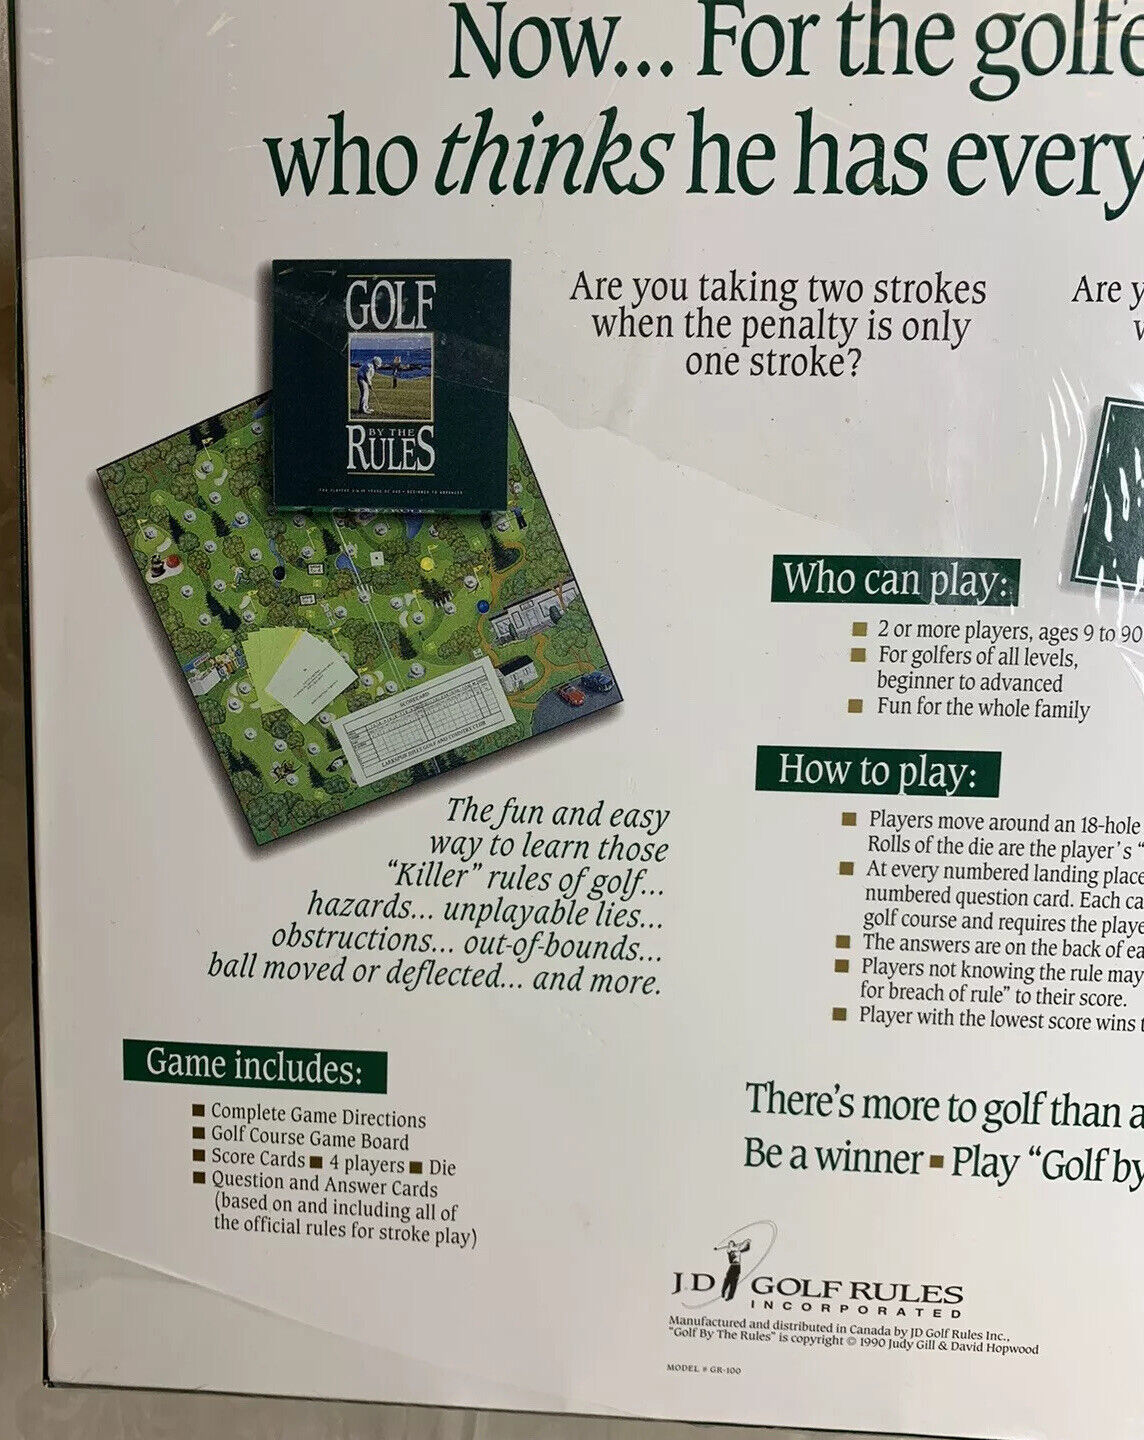 Now... For the golfe
who thinks he has every
GOLF
BY THE
RULES
Are you taking two strokes
when the penalty is only
one stroke?
Are y
SCORECARD
LARKSPUR HILLS GOLF AND COUNTRY CLUB
The fun and easy
way to learn those
“Killer” rules of golf...
hazards... unplayable lies...
obstructions... out-of-bounds...
ball moved or deflected... and more.
Game includes:
■ Complete Game Directions
■ Golf Course Game Board
■ Score Cards ■ 4 players ■ Die
■ Question and Answer Cards
(based on and including all of
the official rules for stroke play)
Who can play:
■ 2 or more players, ages 9 to 90
■ For golfers of all levels,
beginner to advanced
■ Fun for the whole family
How to play:
■ Players move around an 18-hole
Rolls of the die are the player's “
■ At every numbered landing place
numbered question card. Each ca
golf course and requires the playe
■ The answers are on the back of ea
■ Players not knowing the rule may
for breach of rule” to their score.
■ Player with the lowest score wins t
There's more to golf than a
Be a winner ■ Play “Golf by
JD GOLF RULES
INCORPORATED
Manufactured and distributed in Canada by JD Golf Rules Inc.,
“Golf By The Rules” is copyright © 1990 Judy Gill & David Hopwood
MODEL # GR-100